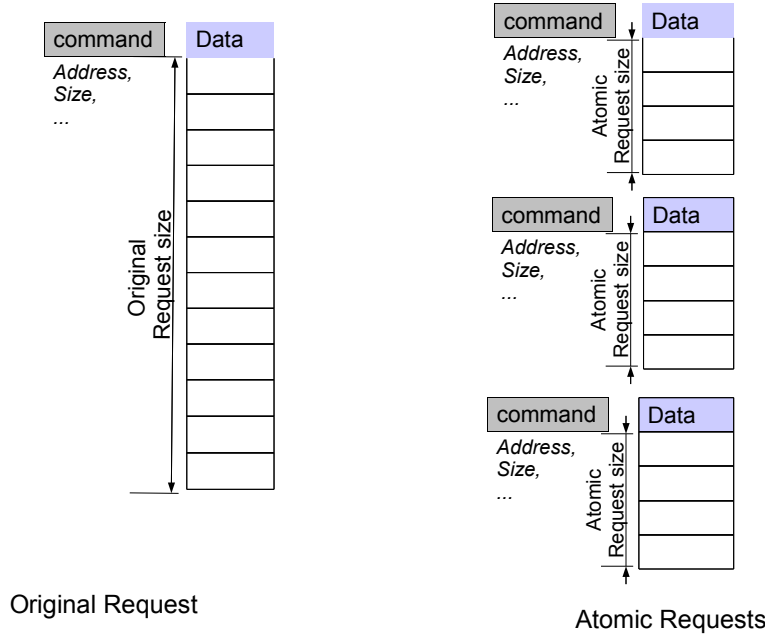 command
Data
Address,
Size,
...
Original
Request size
Original Request
command
Data
Address,
Size,
...
Atomic
Request size
command
Data
Address,
Size,
...
Atomic
Request size
command
Data
Address,
Size,
...
Atomic
Request size
Atomic Requests